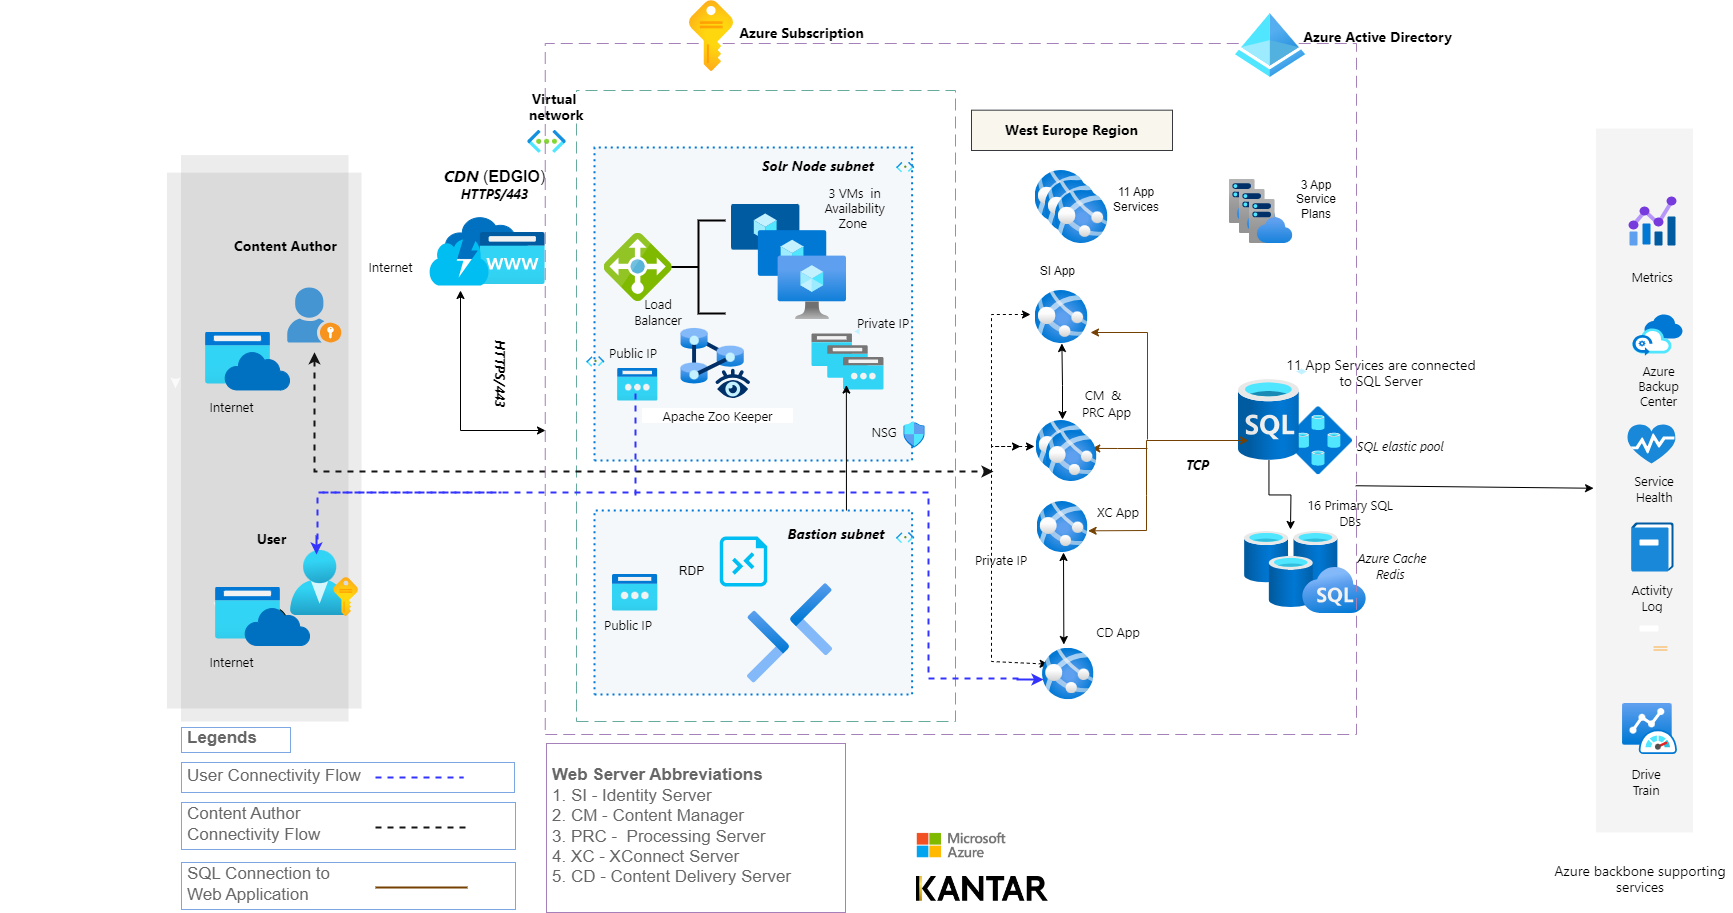 Azure Subscription
Azure Active Directory
Virtual
network
West Europe Region
CDN (EDGIO)
HTTPS/443
Solr Node subnet
3 VMs in
Availability
Zone
11 App
Services
3 App
Service
Plans
Content Author
Internet
WWW
SI App
Metrics
Load
Balancer
Private IP
Public IP
HTTPS/443
11 App Services are connected
to SQL Server
Azure
Backup
Center
Internet
Apache Zoo Keeper
CM &
PRC App
NSG
SQL
SQL elastic pool
TCP
Service
Health
16 Primary SQL
DBs
XC App
User
Bastion subnet
RDP
Private IP
Azure Cache
Redis
SQL
Activity
Log
Public IP
CD App
Internet
Drive
Train
Legends
User Connectivity Flow
Content Author
Connectivity Flow
SQL Connection to
Web Application
Web Server Abbreviations
1. SI - Identity Server
2. CM - Content Manager
3. PRC - Processing Server
4. XC - XConnect Server
5. CD - Content Delivery Server
Microsoft
Azure
KANTAR
Azure backbone supporting
services